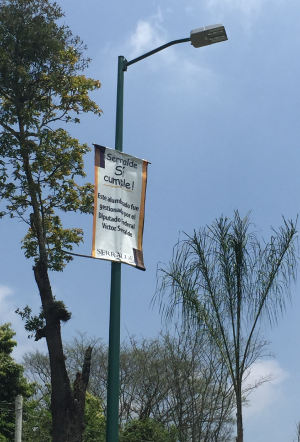 Serralde
Sí
cumple!
Este alumbrado fue
gestionado por el
Diputado Federal
Víctor Serralde
SERRALDE